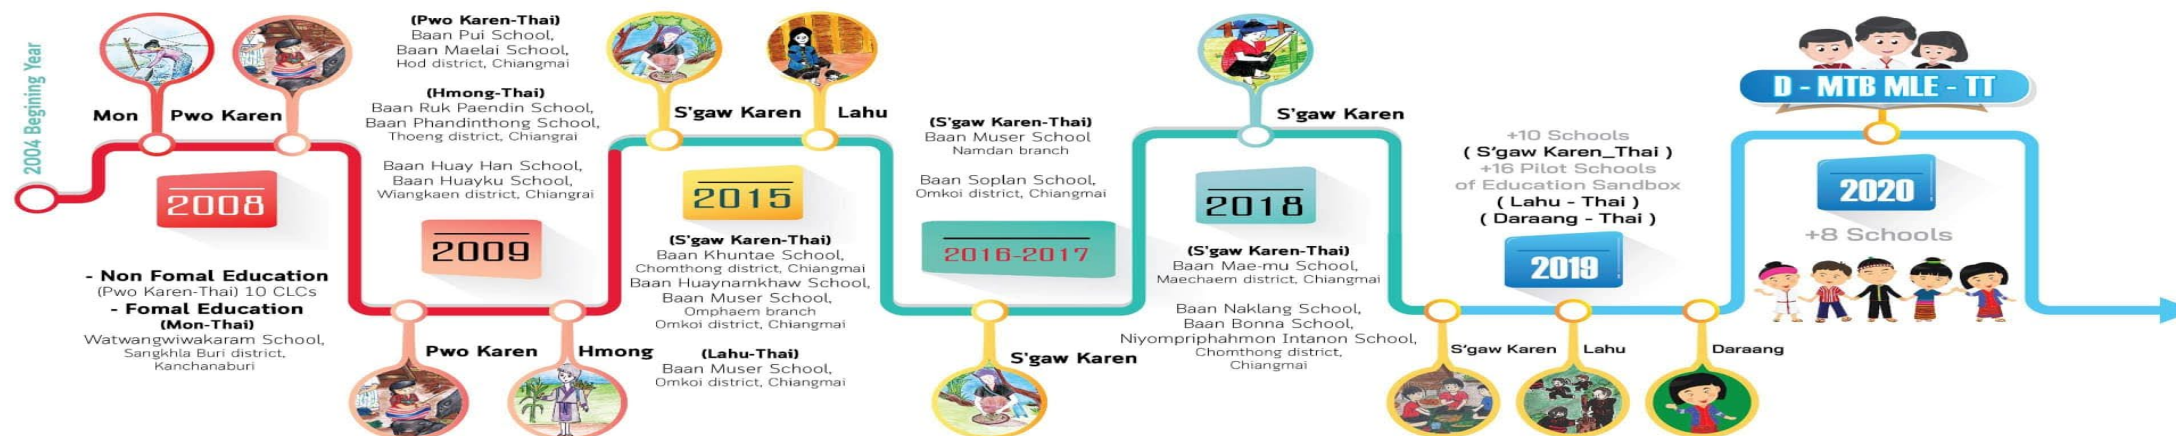 2004 Begining Year
Mon
Pwo Karen
2008
- Non Fomal Education
(Pwo Karen-Thai) 10 CLCs
- Fomal Education
(Mon-Thai)
Watwangwiwakaram School,
Sangkhla Buri district,
Kanchanaburi
(Pwo Karen-Thai)
Baan Pui School,
Baan Maelai School,
Hod district, Chiangmai
(Hmong-Thai)
Baan Ruk Paendin School,
Baan Phandinthong School,
Thoeng district, Chiangrai
Baan Huay Han School,
Baan Huayku School,
Wiangkaen district, Chiangrai
2009
Pwo Karen
Hmong
S'gaw Karen
Lahu
2015
(S'gaw Karen-Thai)
Baan Khuntae School,
Chomthong district, Chiangmai
Baan Huaynamkhaw School,
Baan Muser School,
Omphaem branch
Omkoi district, Chiangmai
(Lahu-Thai)
Baan Muser School,
Omkoi district, Chiangmai
(S'gaw Karen-Thai)
Baan Muser School
Namdan branch
Baan Soplan School,
Omkoi district, Chiangmai
2016-2017
S'gaw Karen
S'gaw Karen
2018
(S'gaw Karen-Thai)
Baan Mae-mu School,
Maechaem district, Chiangmai
Baan Naklang School,
Baan Bonna School,
Niyompriphahmon Intanon School,
Chomthong district,
Chiangmai
+10 Schools
( S'gaw Karen_Thai )
+16 Pilot Schools
of Education Sandbox
( Lahu - Thai )
( Daraang - Thai )
2019
S'gaw Karen
Lahu
Daraang
D - MTB MLE - TT
2020
+8 Schools